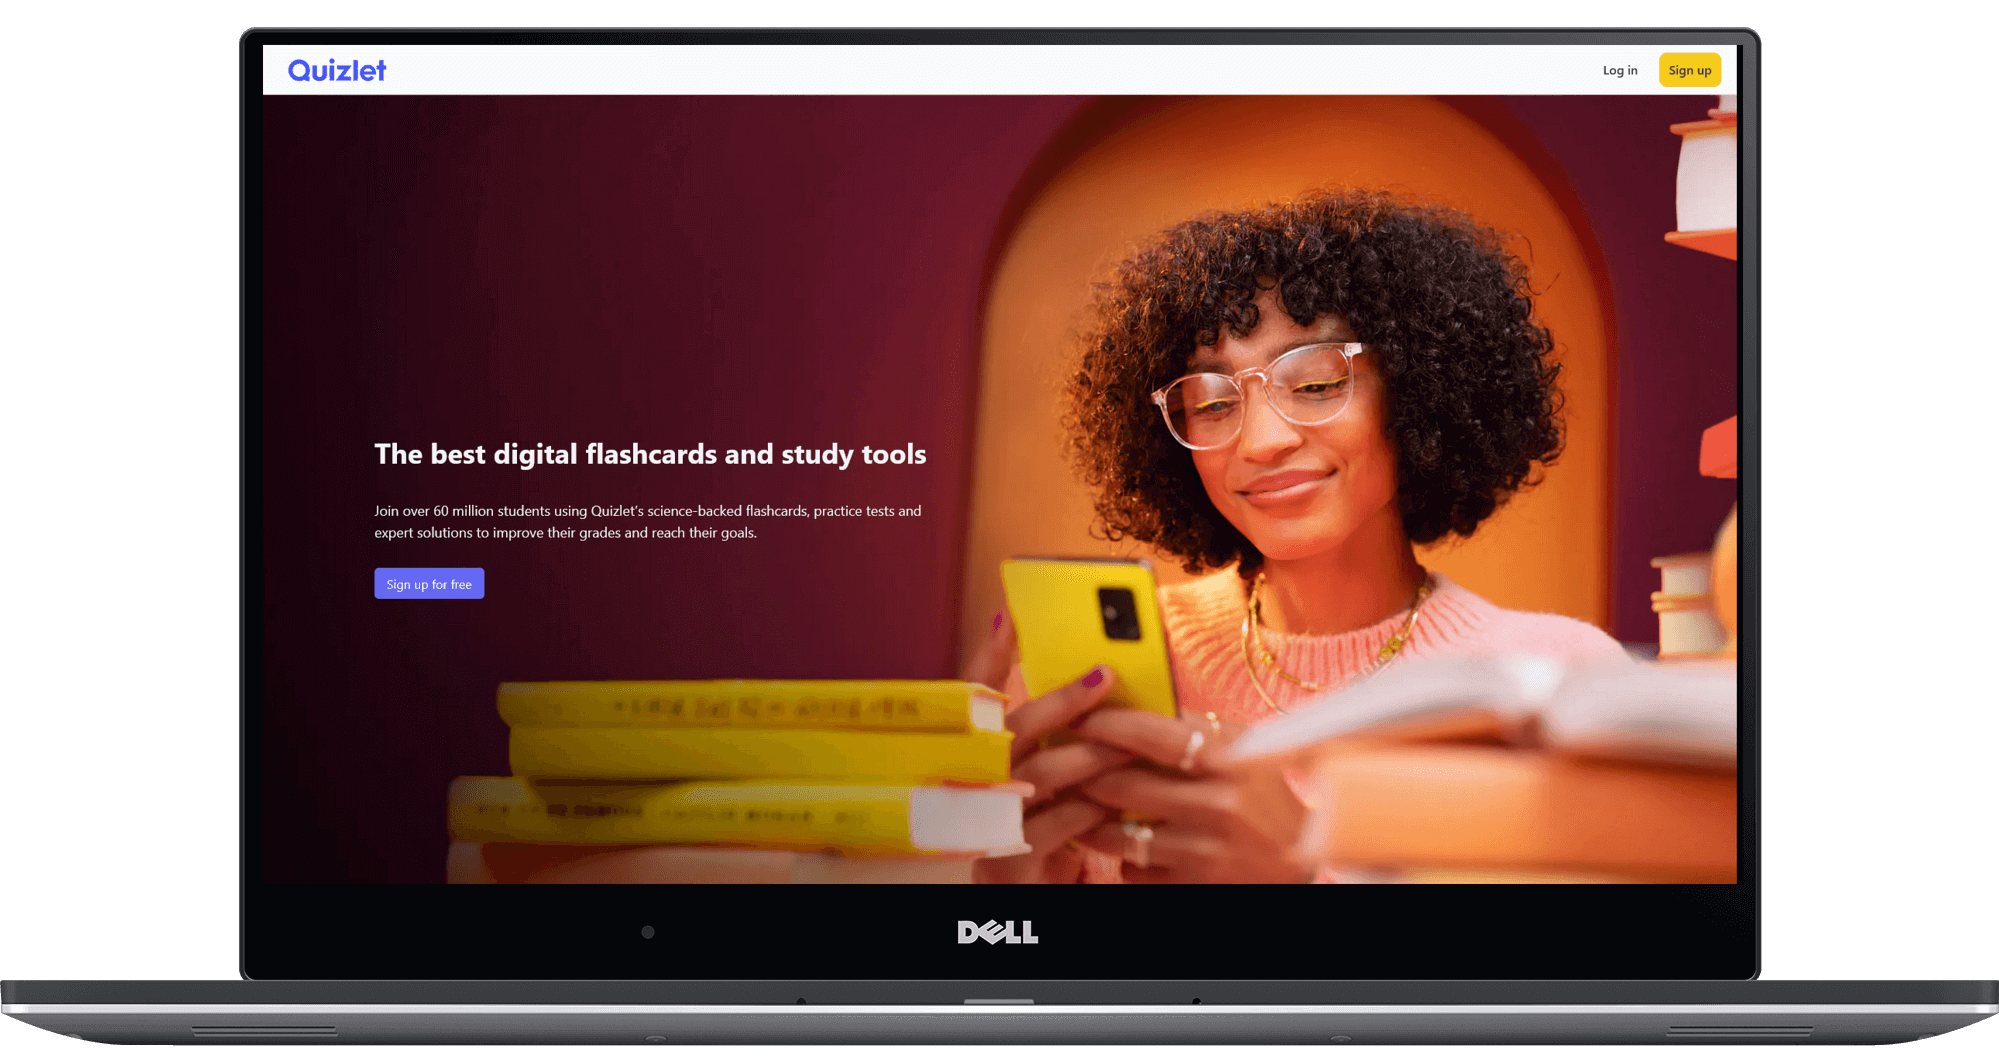 Quizlet
Log in
Sign up
The best digital flashcards and study tools
Join over 60 million students using Quizlet's science-backed flashcards, practice tests and
expert solutions to improve their grades and reach their goals.
Sign up for free
DELL